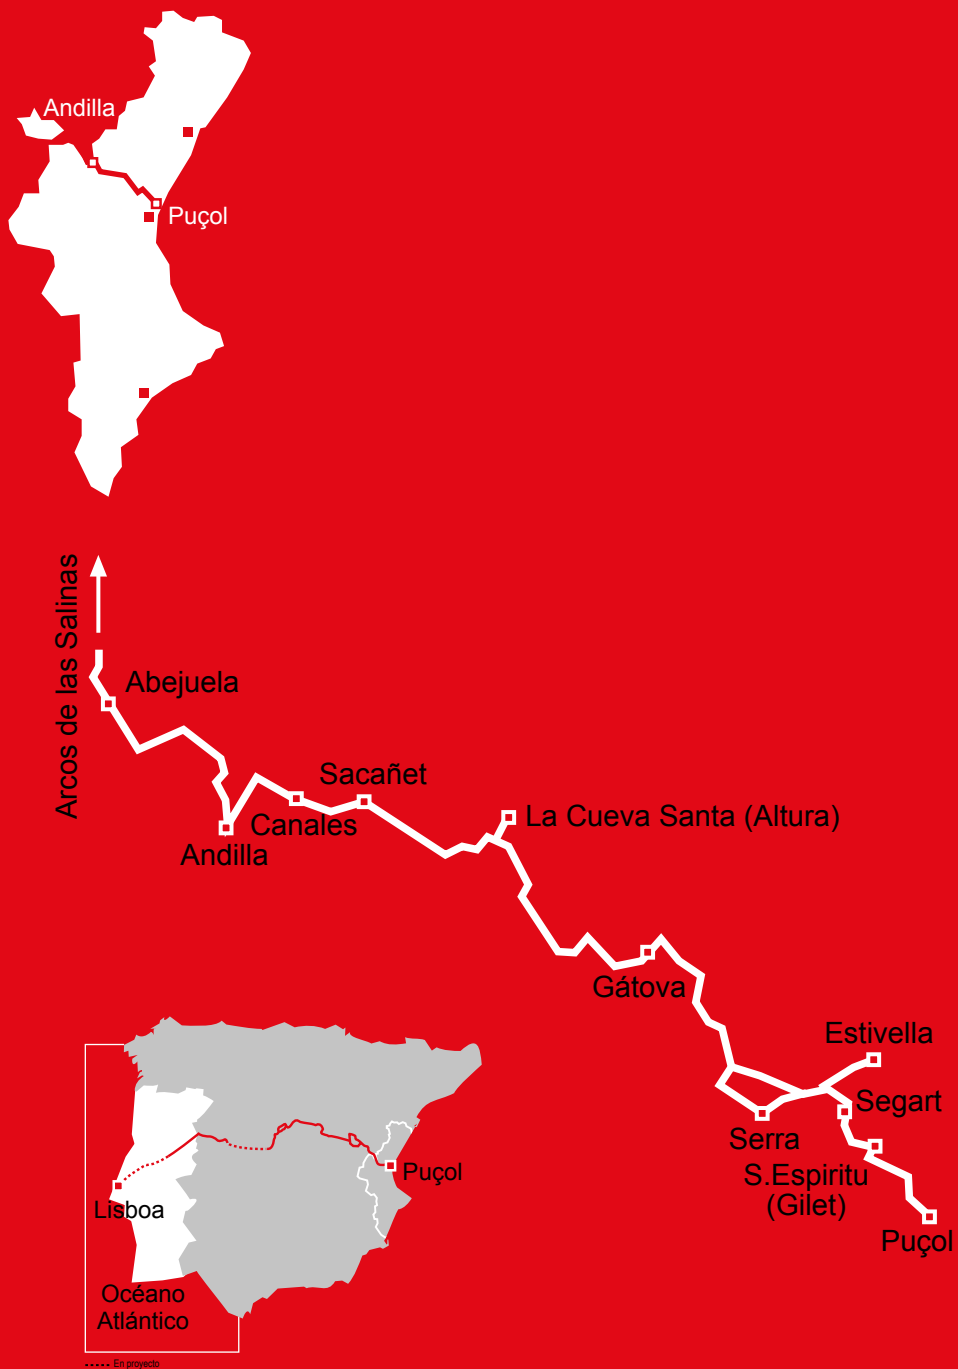 Andilla
Puçol
Arcos de las Salinas
Abejuela
Sacañet
Canales
Andilla
La Cueva Santa (Altura)
Gátova
Estivella
Segart
Serra
S.Espiritu
(Gilet)
Puçol
Puçol
Lisboa
Océano
Atlántico
En proyecto